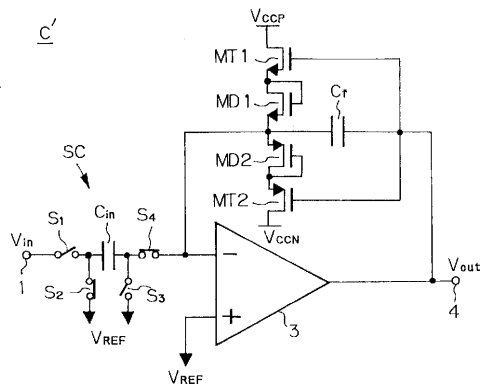 C'
VCCP
MT1
MD1
Cf
MD2
MT2
VCCN
SC
S1
Cin
S4
Vin
1
S2
S3
VREF
−
+
3
VREF
Vout
4